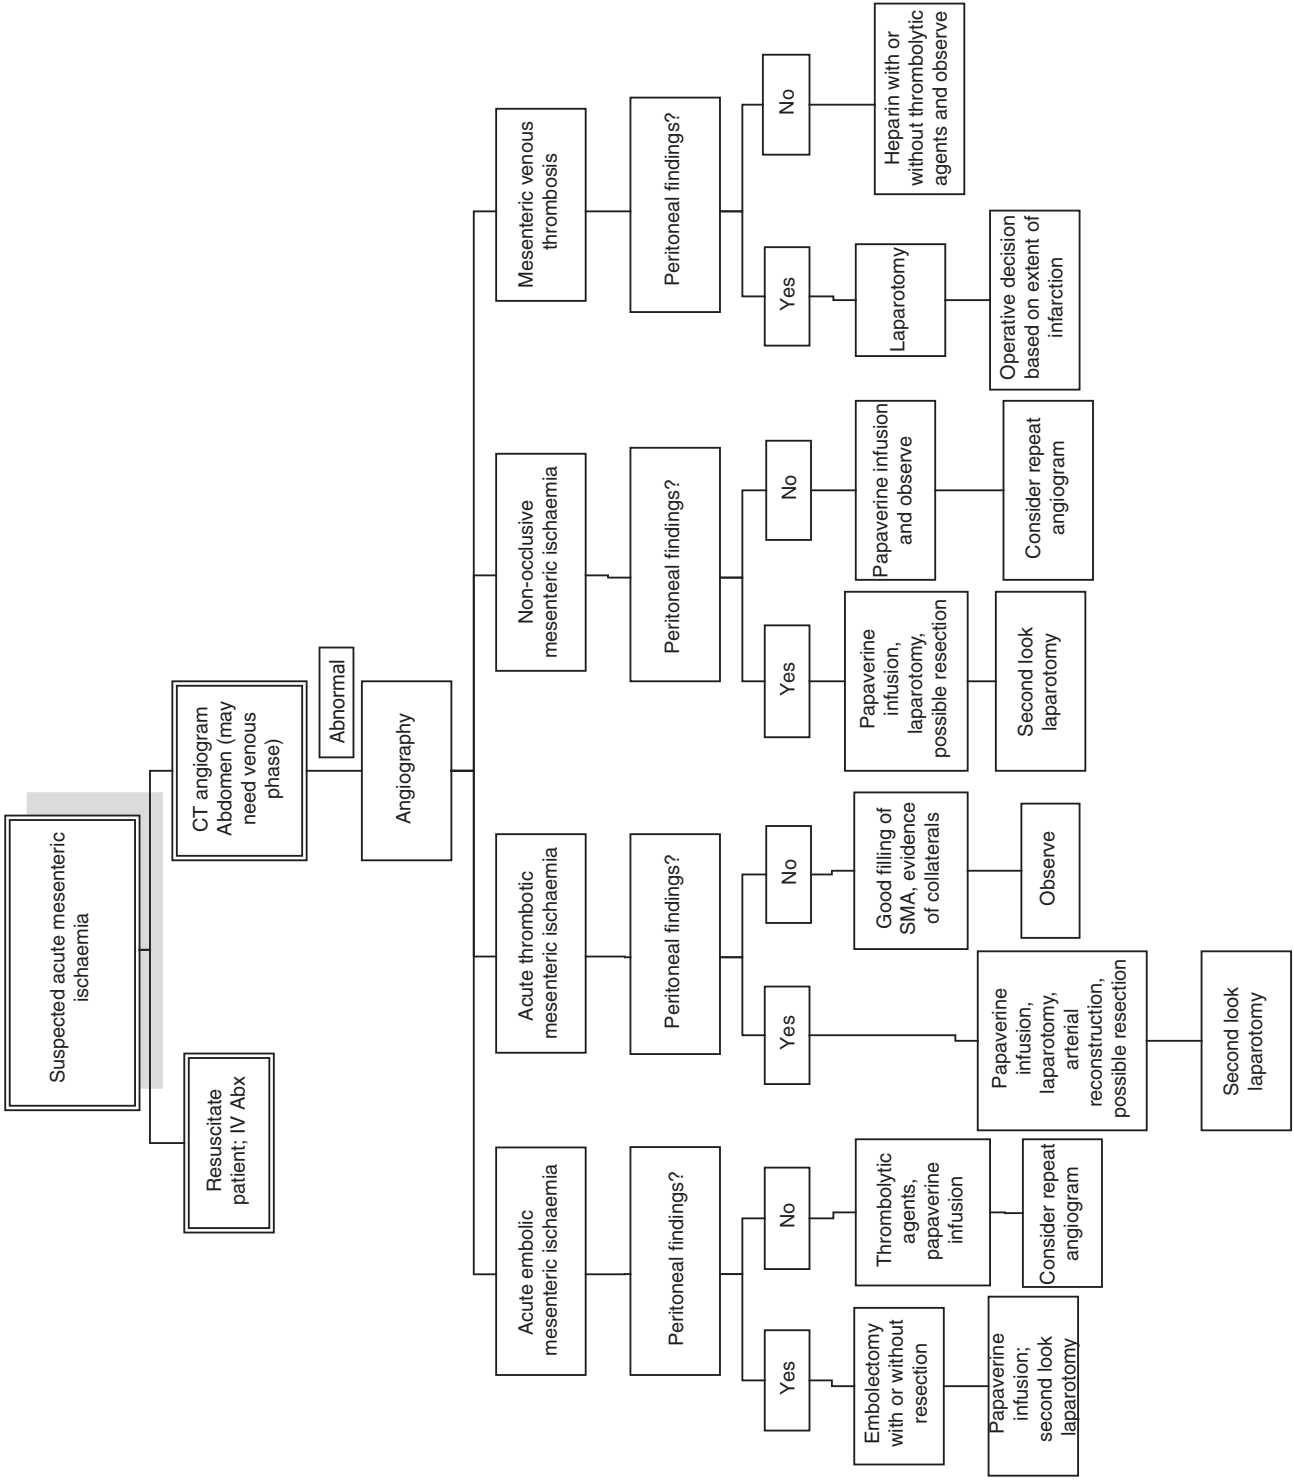 Suspected acute mesenteric
ischaemia
Resuscitate
patient; IV Abx
CT angiogram
Abdomen (may
need venous
phase)
Abnormal
Angiography
Acute embolic
mesenteric ischaemia
Acute thrombotic
mesenteric ischaemia
Non-occlusive
mesenteric ischaemia
Mesenteric venous
thrombosis
Peritoneal findings?
Peritoneal findings?
Peritoneal findings?
Peritoneal findings?
Yes
No
Yes
No
Yes
No
Yes
No
Embolectomy
with or without
resection
Thrombolytic
agents,
papaverine
infusion
Good filling of
SMA, evidence
of collaterals
Papaverine
infusion,
laparotomy,
possible resection
Papaverine infusion
and observe
Laparotomy
Heparin with or
without thrombolytic
agents and observe
Papaverine
infusion;
second look
laparotomy
Consider repeat
angiogram
Papaverine
infusion,
laparotomy,
arterial
reconstruction,
possible resection
Observe
Second look
laparotomy
Consider repeat
angiogram
Operative decision
based on extent of
infarction
Second look
laparotomy